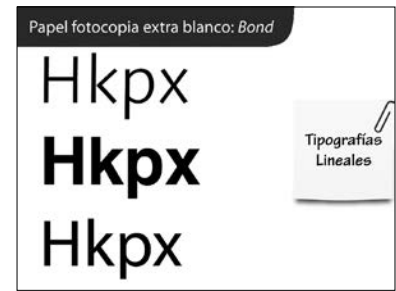 Papel fotocopia extra blanco: Bond
Hkpx
Hkpx
Hkpx
Tipografías
Lineales